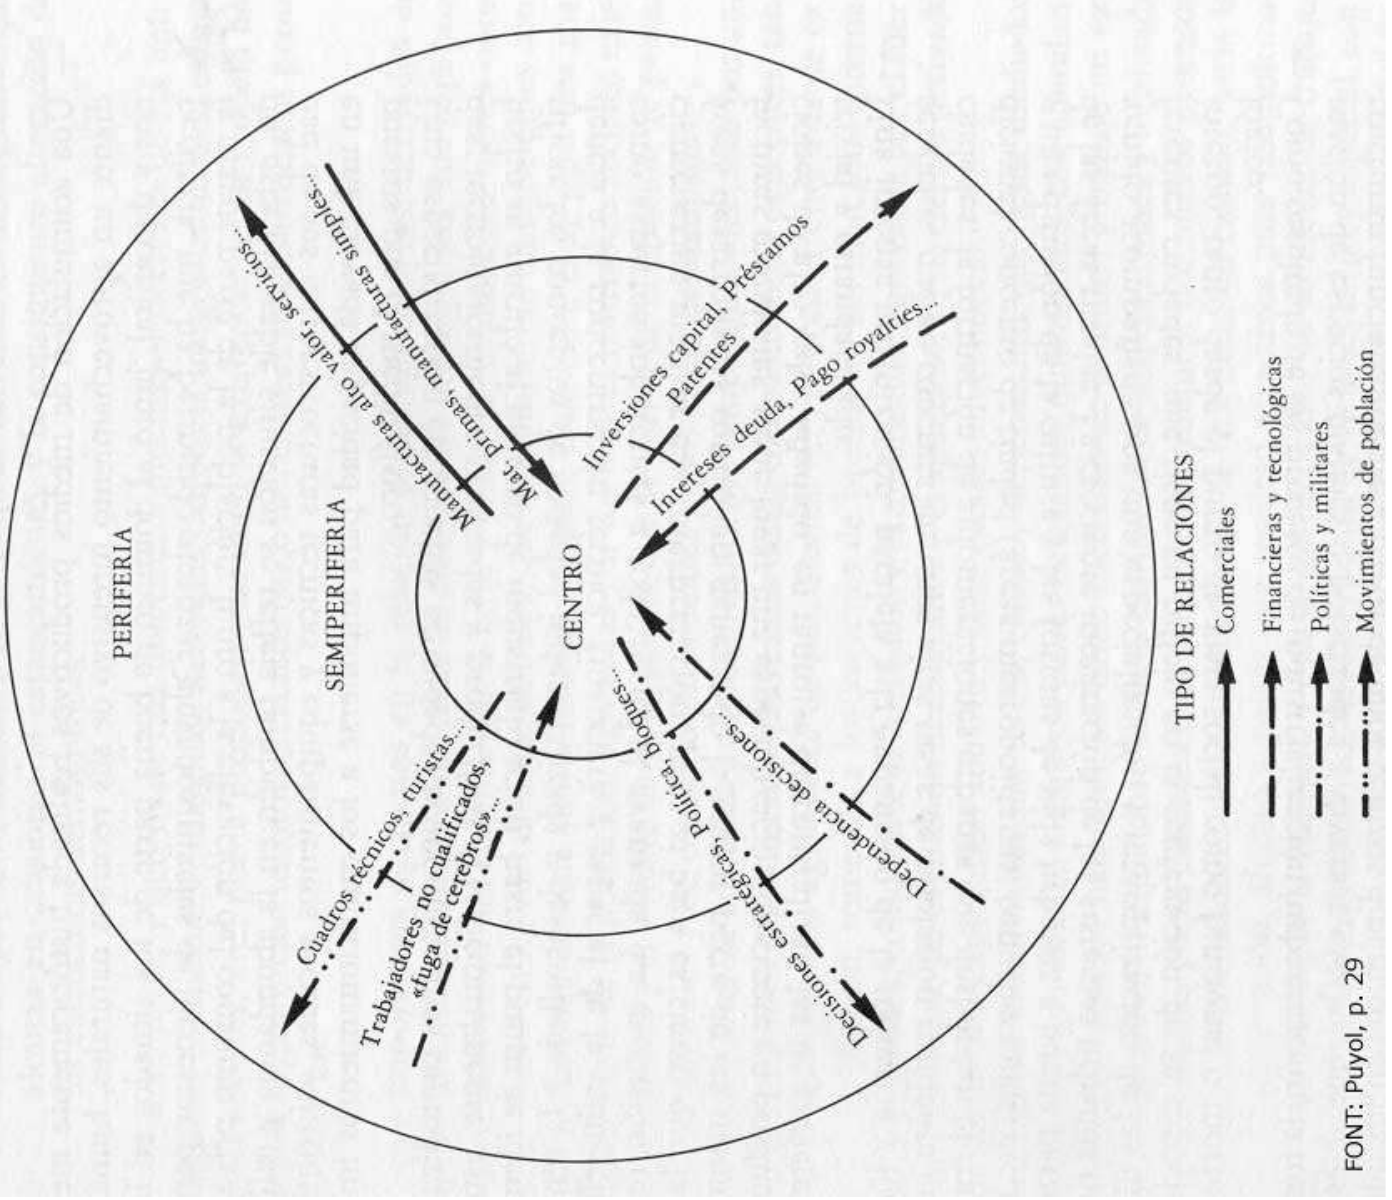 PERIFERIA
SEMIPERIFERIA
CENTRO
Manufacturas alto valor, servicios...
Mat. primas, manufacturas simples...
Inversiones capital, Préstamos
Patentes
Intereses deuda, Pago royalties...
Dependencia decisiones...
Decisiones estratégicas, Política, bloques...
Cuadros técnicos, turistas...
Trabajadores no cualificados,
«fuga de cerebros»...
TIPO DE RELACIONES
Comerciales
Financieras y tecnológicas
Políticas y militares
Movimientos de población
FONT: Puyol, p. 29